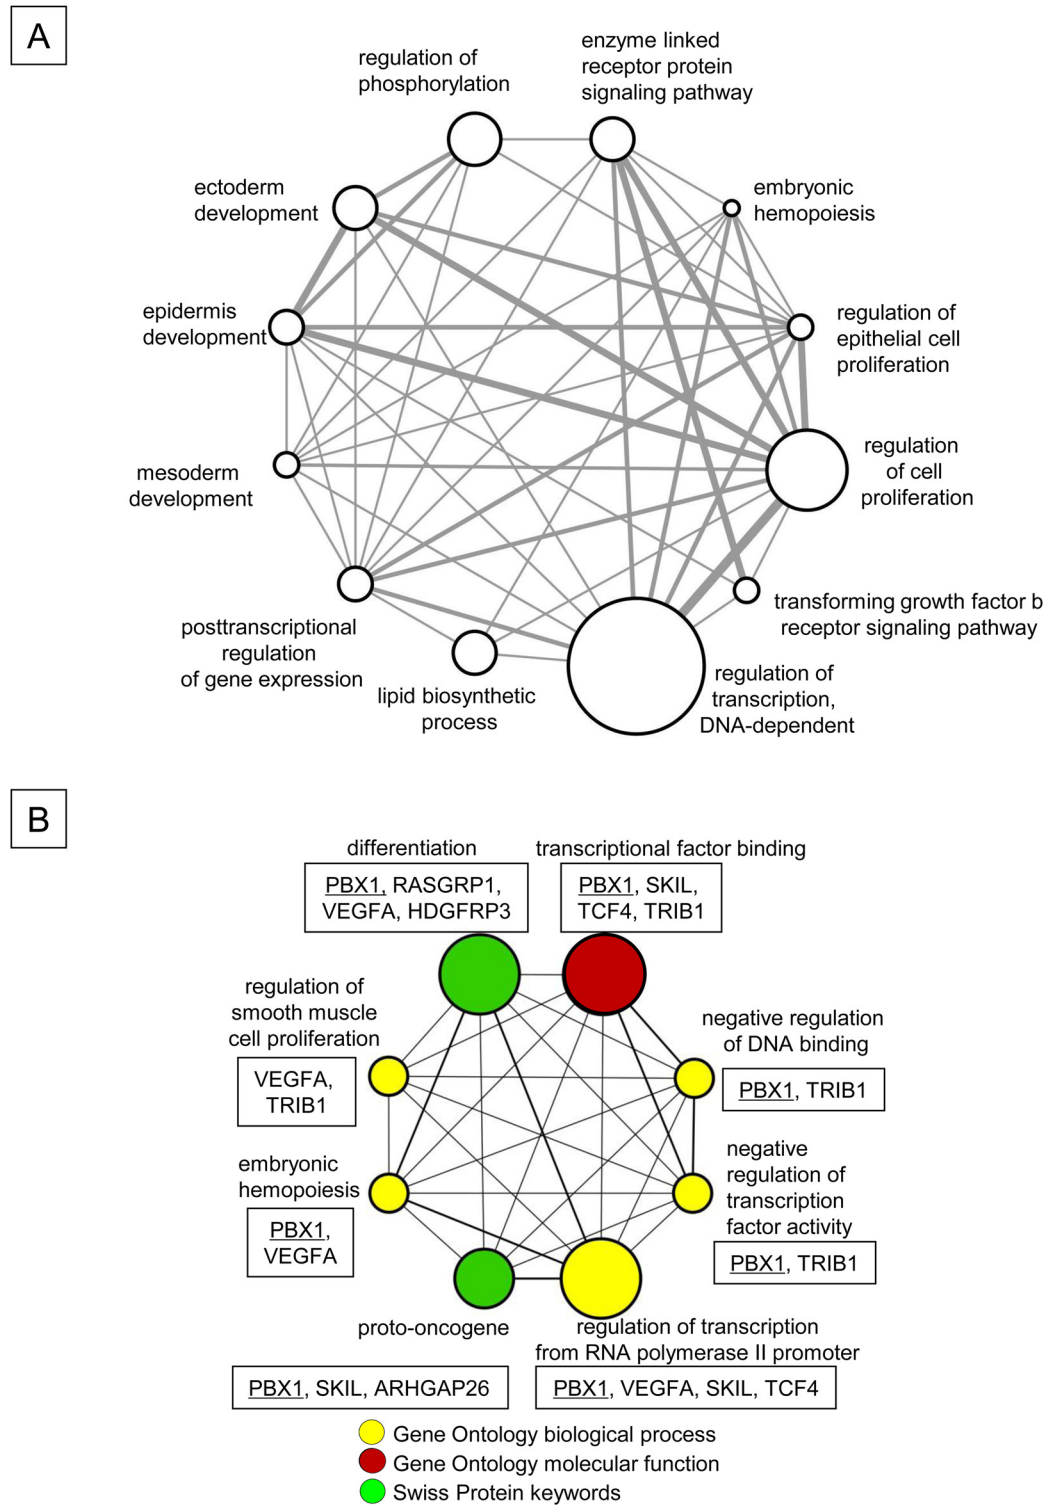 A
regulation of
phosphorylation
enzyme linked
receptor protein
signaling pathway
ectoderm
development
embryonic
hemopoiesis
epidermis
development
regulation of
epithelial cell
proliferation
mesoderm
development
regulation
of cell
proliferation
posttranscriptional
regulation
of gene expression
transforming growth factor b
receptor signaling pathway
lipid biosynthetic
process
regulation of
transcription,
DNA-dependent
B
differentiation
PBX1, RASGRP1,
VEGFA, HDGFRP3
transcriptional factor binding
PBX1, SKIL,
TCF4, TRIB1
regulation of
smooth muscle
cell proliferation
VEGFA,
TRIB1
negative regulation
of DNA binding
PBX1, TRIB1
embryonic
hemopoiesis
PBX1,
VEGFA
negative
regulation of
transcription
factor activity
PBX1, TRIB1
proto-oncogene
PBX1, SKIL, ARHGAP26
regulation of transcription
from RNA polymerase II promoter
PBX1, VEGFA, SKIL, TCF4
Gene Ontology biological process
Gene Ontology molecular function
Swiss Protein keywords